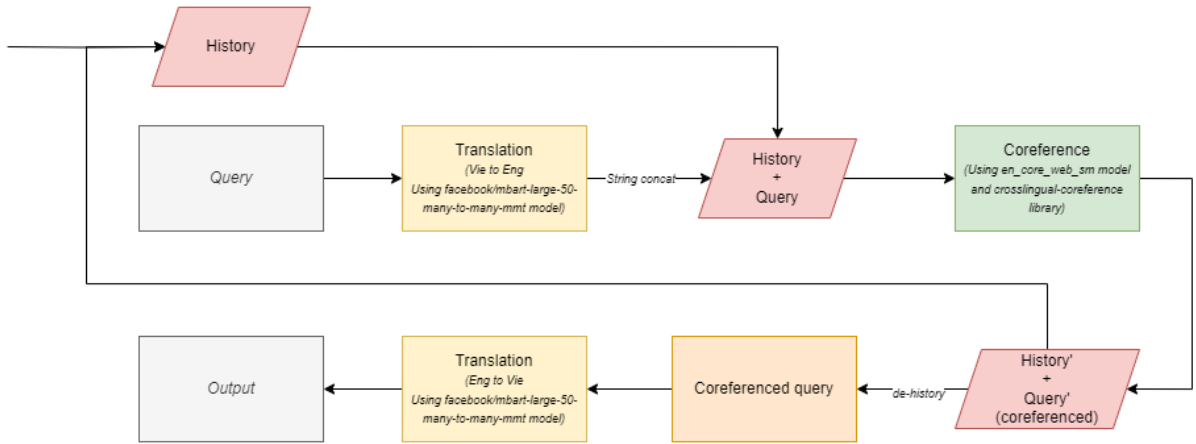 History
Query
Translation
(Vie to Eng
Using facebook/mbart-large-50-
many-to-many-mmt model)
String concat
History
+
Query
Coreference
(Using en_core_web_sm model
and crosslingual-coreference
library)
Output
Translation
(Eng to Vie
Using facebook/mbart-large-50-
many-to-many-mmt model)
Coreferenced query
de-history
History'
+
Query'
(coreferenced)